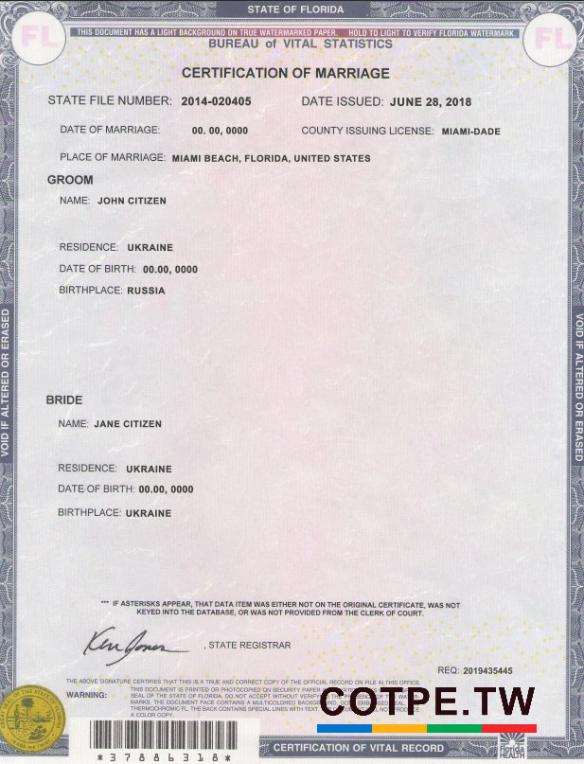 STATE OF FLORIDA
FL
THIS DOCUMENT HAS A LIGHT BACKGROUND ON TRUE WATERMARKED PAPER. HOLD TO LIGHT TO VERIFY FLORIDA WATERMARK
FL
BUREAU of VITAL STATISTICS
CERTIFICATION OF MARRIAGE
STATE FILE NUMBER: 2014-020405 DATE ISSUED: JUNE 28, 2018
DATE OF MARRIAGE: 00. 00, 0000 COUNTY ISSUING LICENSE: MIAMI-DADE
PLACE OF MARRIAGE: MIAMI BEACH, FLORIDA, UNITED STATES
GROOM
NAME: JOHN CITIZEN
RESIDENCE: UKRAINE
DATE OF BIRTH: 00.00, 0000
BIRTHPLACE: RUSSIA
VOID IF ALTERED OR ERASED
VOID IF ALTERED OR ERASED
BRIDE
NAME: JANE CITIZEN
RESIDENCE: UKRAINE
DATE OF BIRTH: 00.00, 0000
BIRTHPLACE: UKRAINE
*** IF ASTERISKS APPEAR, THAT DATA ITEM WAS EITHER NOT ON THE ORIGINAL CERTIFICATE, WAS NOT
KEYED INTO THE DATABASE, OR WAS NOT PROVIDED FROM THE CLERK OF COURT.
Ken Jones , STATE REGISTRAR
REQ: 2019435445
THE ABOVE SIGNATURE CERTIFIES THAT THIS IS A TRUE AND CORRECT COPY OF THE OFFICIAL RECORD ON FILE IN THIS OFFICE.
WARNING: THIS DOCUMENT IS PRINTED OR PHOTOCOPIED ON SECURITY PAPER
SEAL OF THE STATE OF FLORIDA. DO NOT ACCEPT WITHOUT
MARKS. THE DOCUMENT FACE CONTAINS A MULTICOLORED
THERMOCHROMIC FL. THE BACK CONTAINS SPECIAL LINES WITH TEXT
A COLOR COPY.
COTPE.TW
*37886318*
CERTIFICATION OF VITAL RECORD
Florida
HEALTH